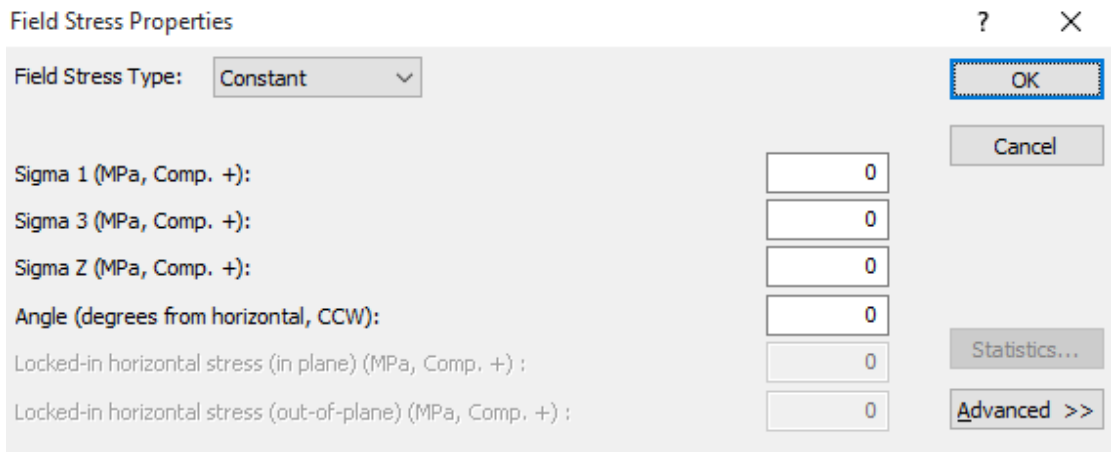 Field Stress Properties ?
Field Stress Type: Constant OK
Cancel
Sigma 1 (MPa, Comp. +): 0
Sigma 3 (MPa, Comp. +): 0
Sigma Z (MPa, Comp. +): 0
Angle (degrees from horizontal, CCW): 0
Locked-in horizontal stress (in plane) (MPa, Comp. +) : 0 Statistics...
Locked-in horizontal stress (out-of-plane) (MPa, Comp. +) : 0 Advanced >>